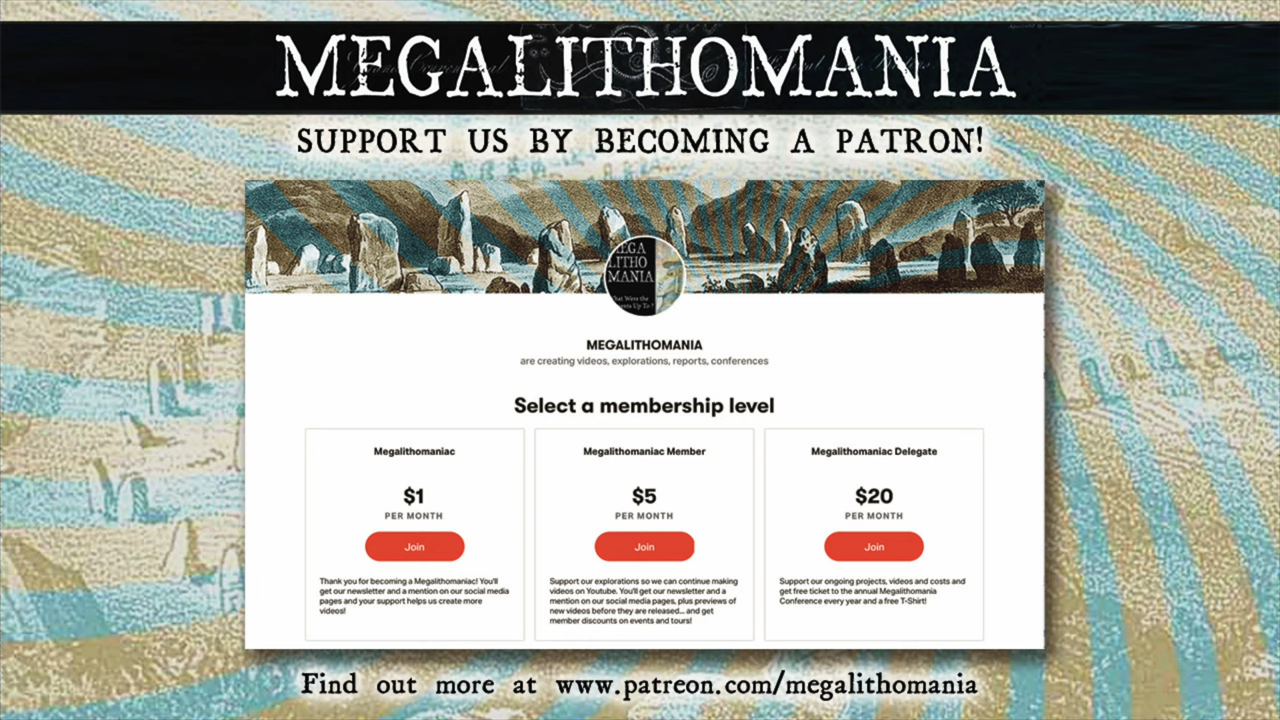 MEGALITHOMANIA
SUPPORT US BY BECOMING A PATRON!
MEGA
LITHO
MANIA
MEGALITHOMANIA
are creating videos, explorations, reports, conferences
Select a membership level
Megalithomaniac
$1
PER MONTH
Join
Thank you for becoming a Megalithomaniac! You'll
get our newsletter and a mention on our social media
pages and your support helps us create more
videos!
Megalithomaniac Member
$5
PER MONTH
Join
Support our explorations so we can continue making
videos on Youtube. You'll get our newsletter and a
mention on our social media pages, plus previews of
new videos before they are released... and get
member discounts on events and tours!
Megalithomaniac Delegate
$20
PER MONTH
Join
Support our ongoing projects, videos and costs and
get free ticket to the annual Megalithomania
Conference every year and a free T-Shirt!
Find out more at www.patreon.com/megalithomania